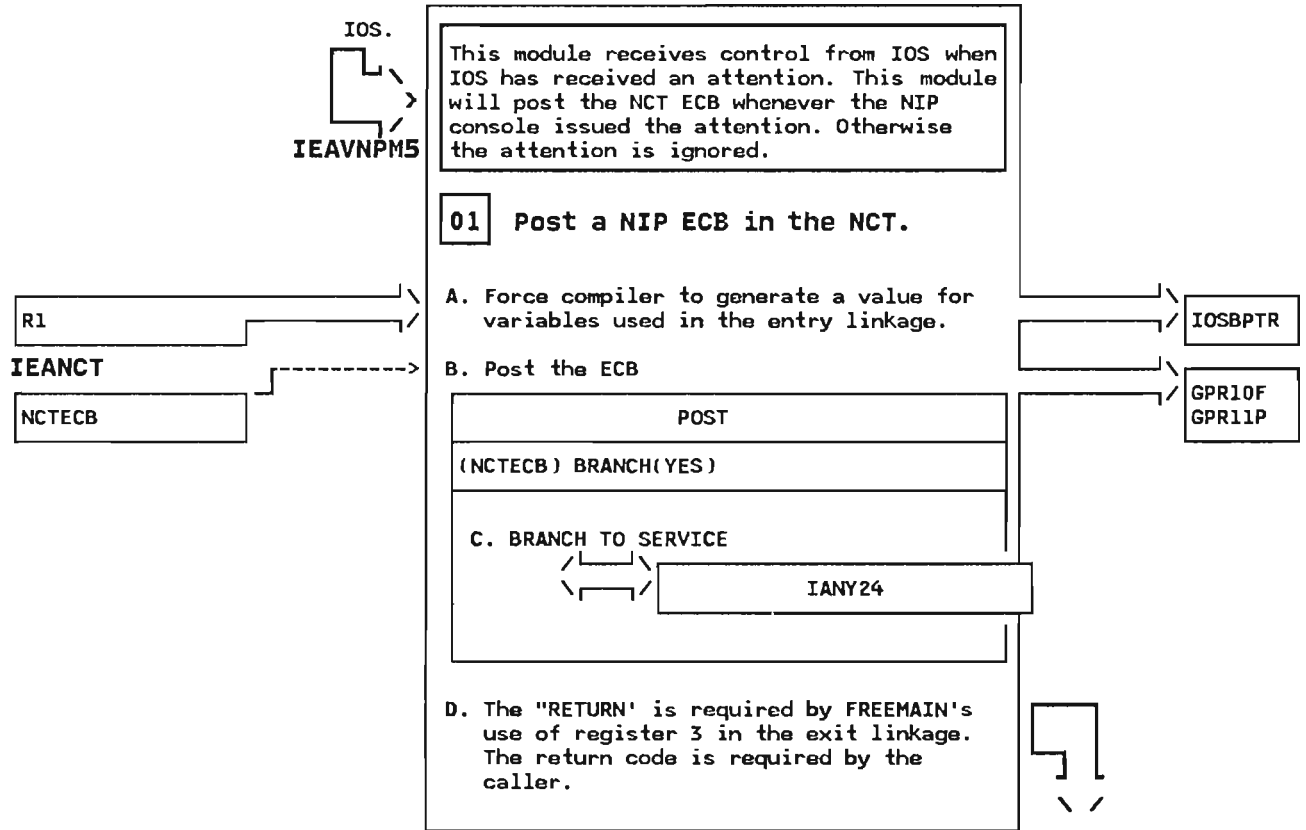 IOS.
IEAVNPM5
This module receives control from IOS when
IOS has received an attention. This module
will post the NCT ECB whenever the NIP
console issued the attention. Otherwise
the attention is ignored.
01 Post a NIP ECB in the NCT.
R1
A. Force compiler to generate a value for
variables used in the entry linkage.
IOSBPTR
IEANCT
NCTECB
B. Post the ECB
GPR10F
GPR11P
POST
(NCTECB) BRANCH(YES)
C. BRANCH TO SERVICE
IANY24
D. The "RETURN' is required by FREEMAIN's
use of register 3 in the exit linkage.
The return code is required by the
caller.